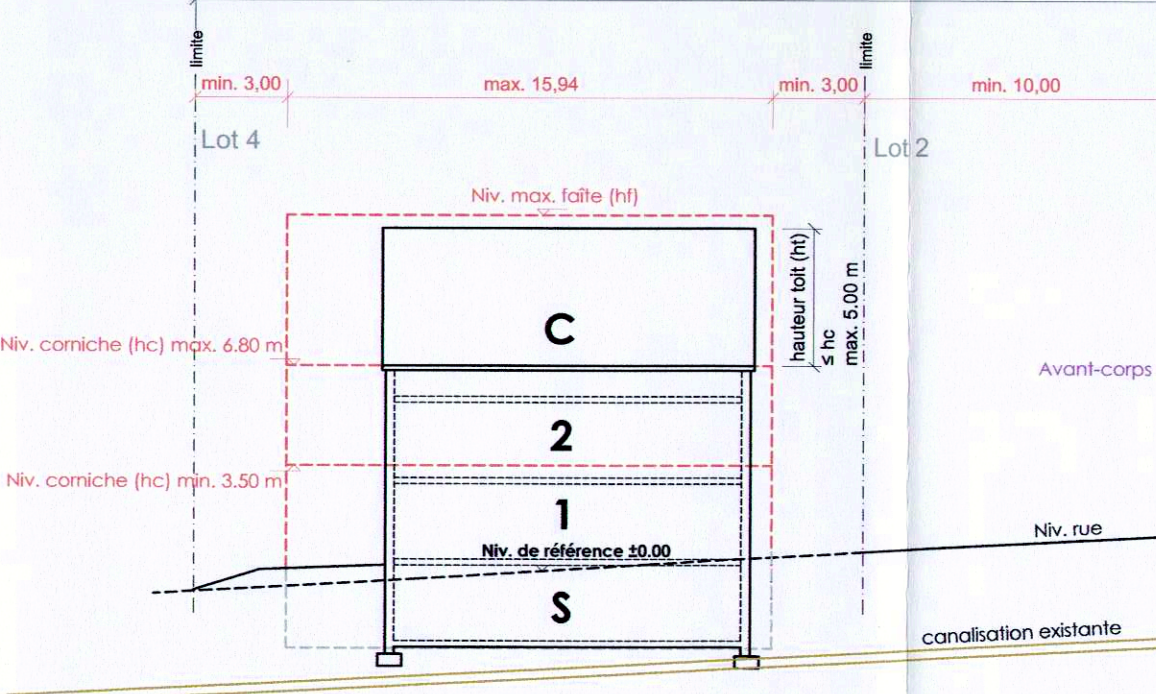 limite
limite
min. 3,00
max. 15,94
min. 3,00
min. 10,00
Lot 4
Lot 2
Niv. max. faîte (hf)
hauteur toit (ht)
≤ hc
max. 5.00 m
C
Niv. corniche (hc) max. 6.80 m
Avant-corps
2
Niv. corniche (hc) min. 3.50 m
1
Niv. rue
Niv. de référence ±0.00
S
canalisation existante